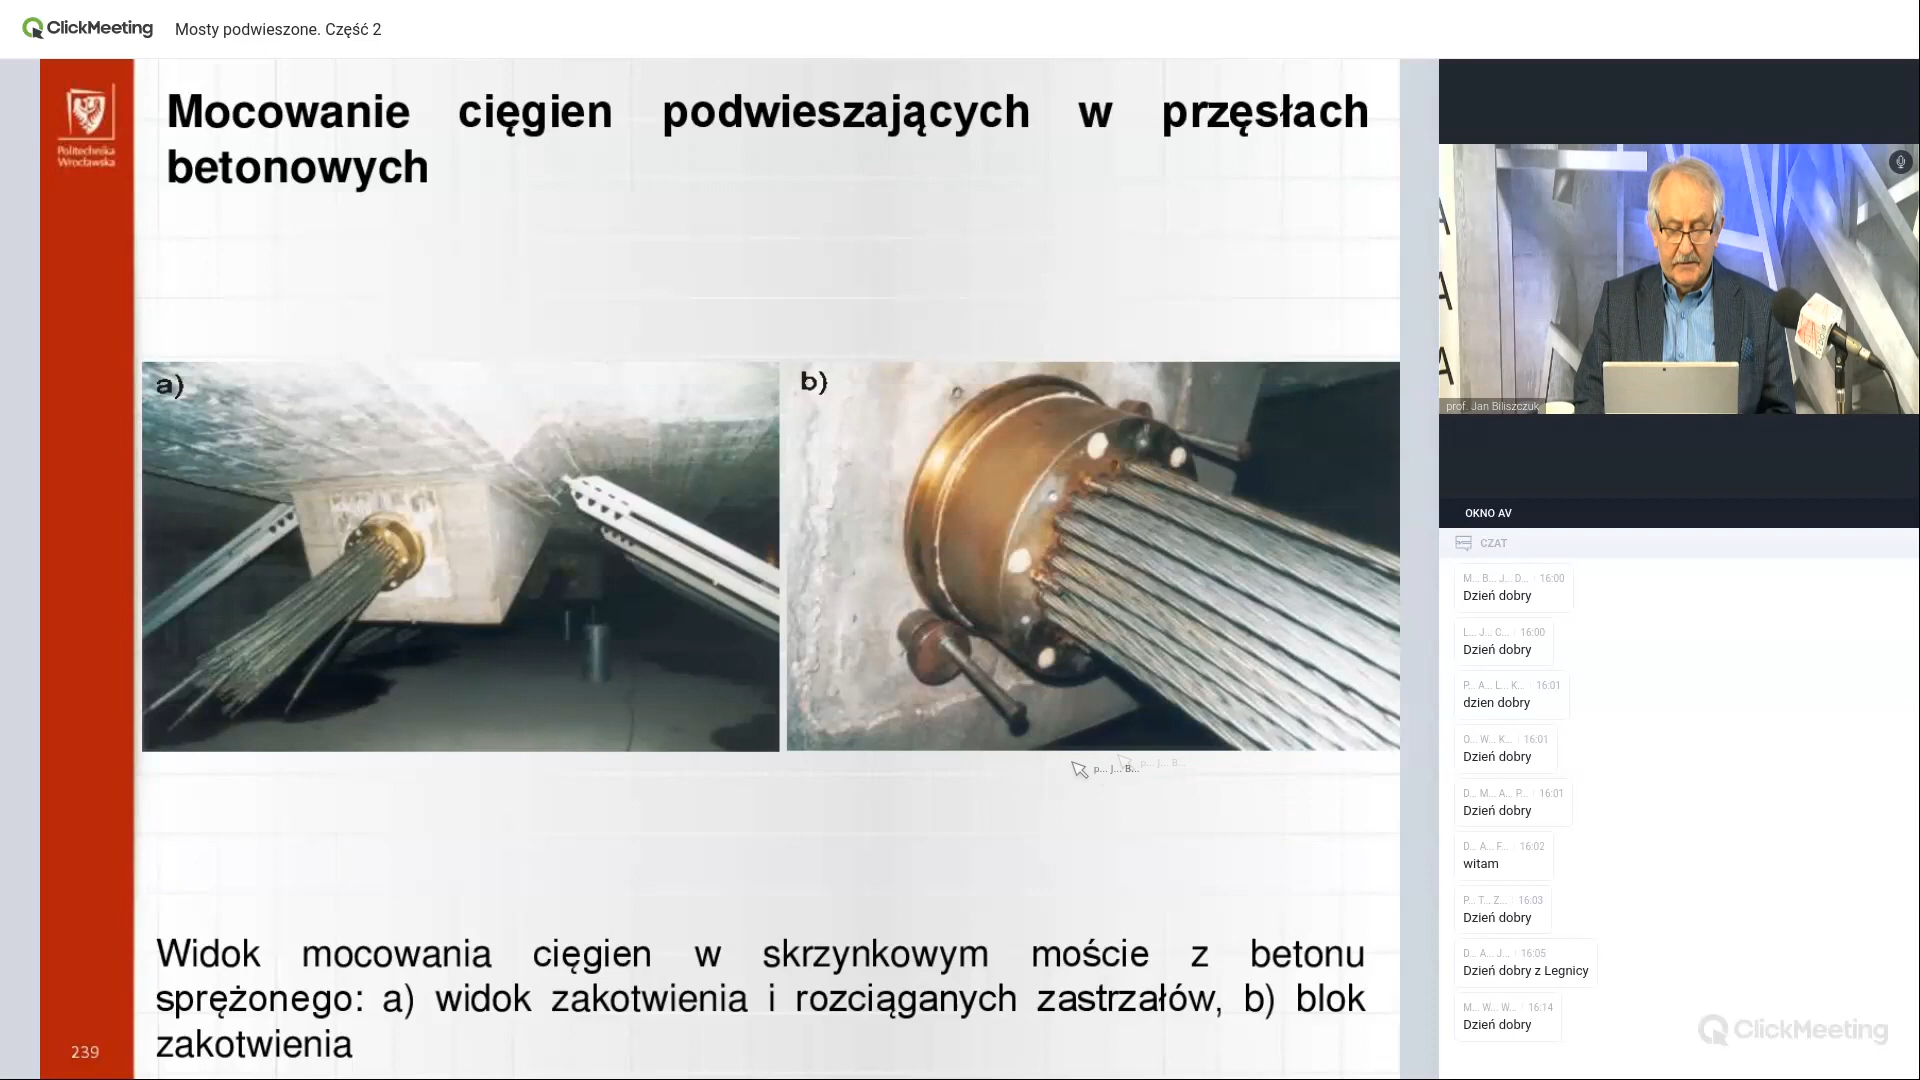 ClickMeeting Mosty podwieszone. Część 2
Politechnika
Wrocławska
Mocowanie cięgien podwieszających w przęsłach
betonowych
a)
b)
p... J... B...
p... J... B...
Widok mocowania cięgien w skrzynkowym moście z betonu
sprężonego: a) widok zakotwienia i rozciąganych zastrzałów, b) blok
zakotwienia
239
prof. Jan Biliszczuk
OKNO AV
CZAT
M... B... J... D... 16:00
Dzień dobry
L... J... C... 16:00
Dzień dobry
P... A... L... K... 16:01
dzien dobry
O... W... K... 16:01
Dzień dobry
D... M... A... P... 16:01
Dzień dobry
D... A... F... 16:02
witam
P... T... Z... 16:03
Dzień dobry
D... A... J... 16:05
Dzień dobry z Legnicy
M... W... W... 16:14
Dzień dobry
ClickMeeting